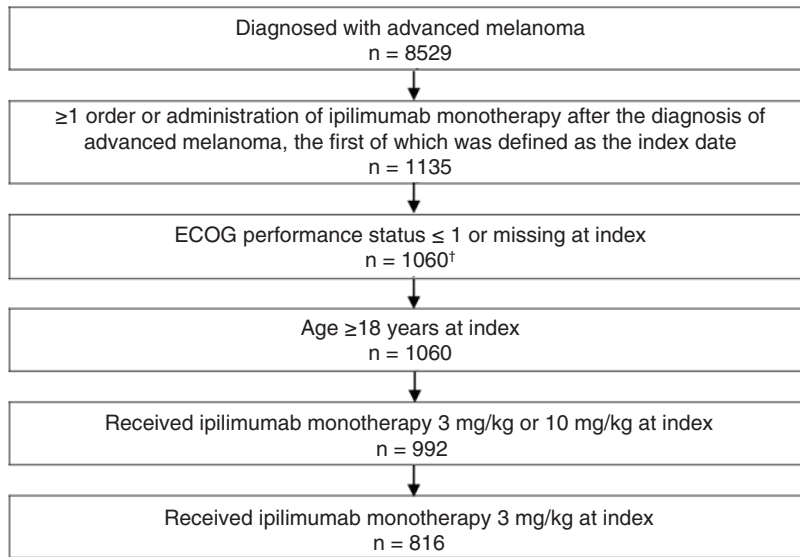 Diagnosed with advanced melanoma
n = 8529
≥1 order or administration of ipilimumab monotherapy after the diagnosis of
advanced melanoma, the first of which was defined as the index date
n = 1135
ECOG performance status ≤ 1 or missing at index
n = 1060†
Age ≥18 years at index
n = 1060
Received ipilimumab monotherapy 3 mg/kg or 10 mg/kg at index
n = 992
Received ipilimumab monotherapy 3 mg/kg at index
n = 816